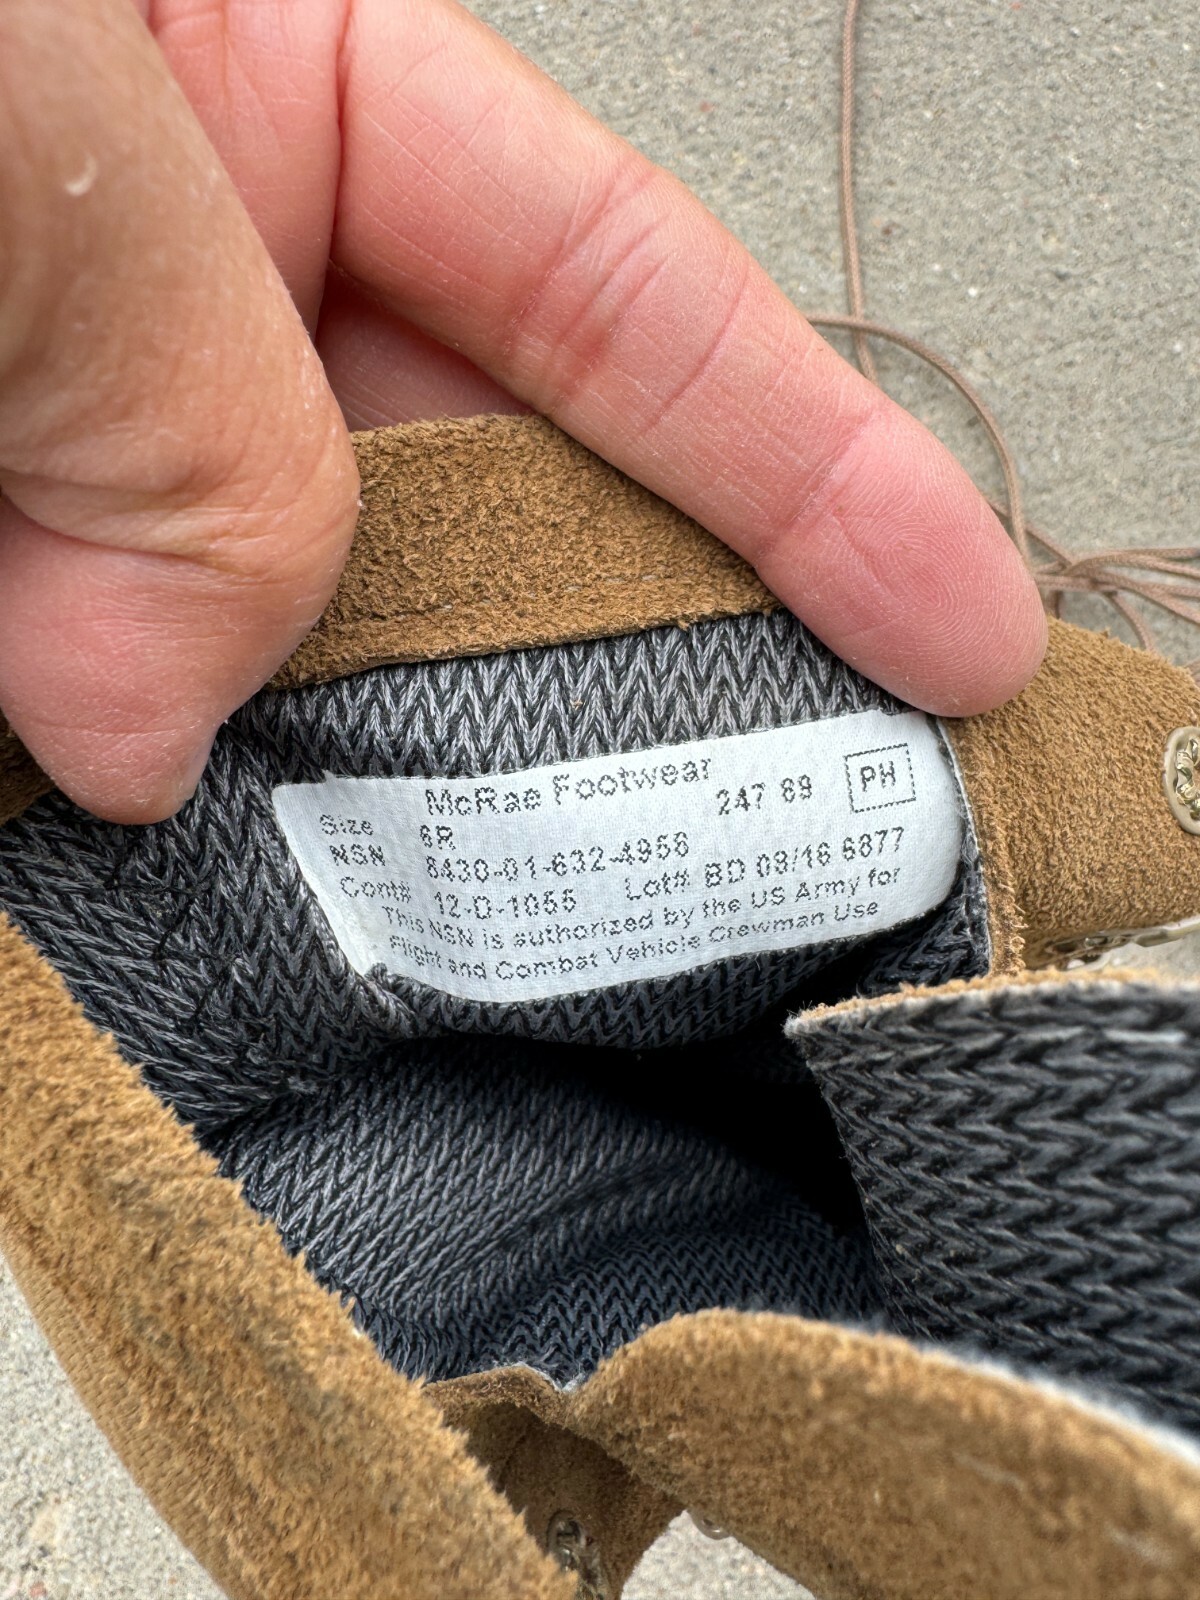 McRae Footwear 247 89 PH
Size 6R
NSN 8430-01-632-4956
Cont# 12-D-1055 Lot# BD 09/16 6877
This NSN is authorized by the US Army for
Flight and Combat Vehicle Crewman Use